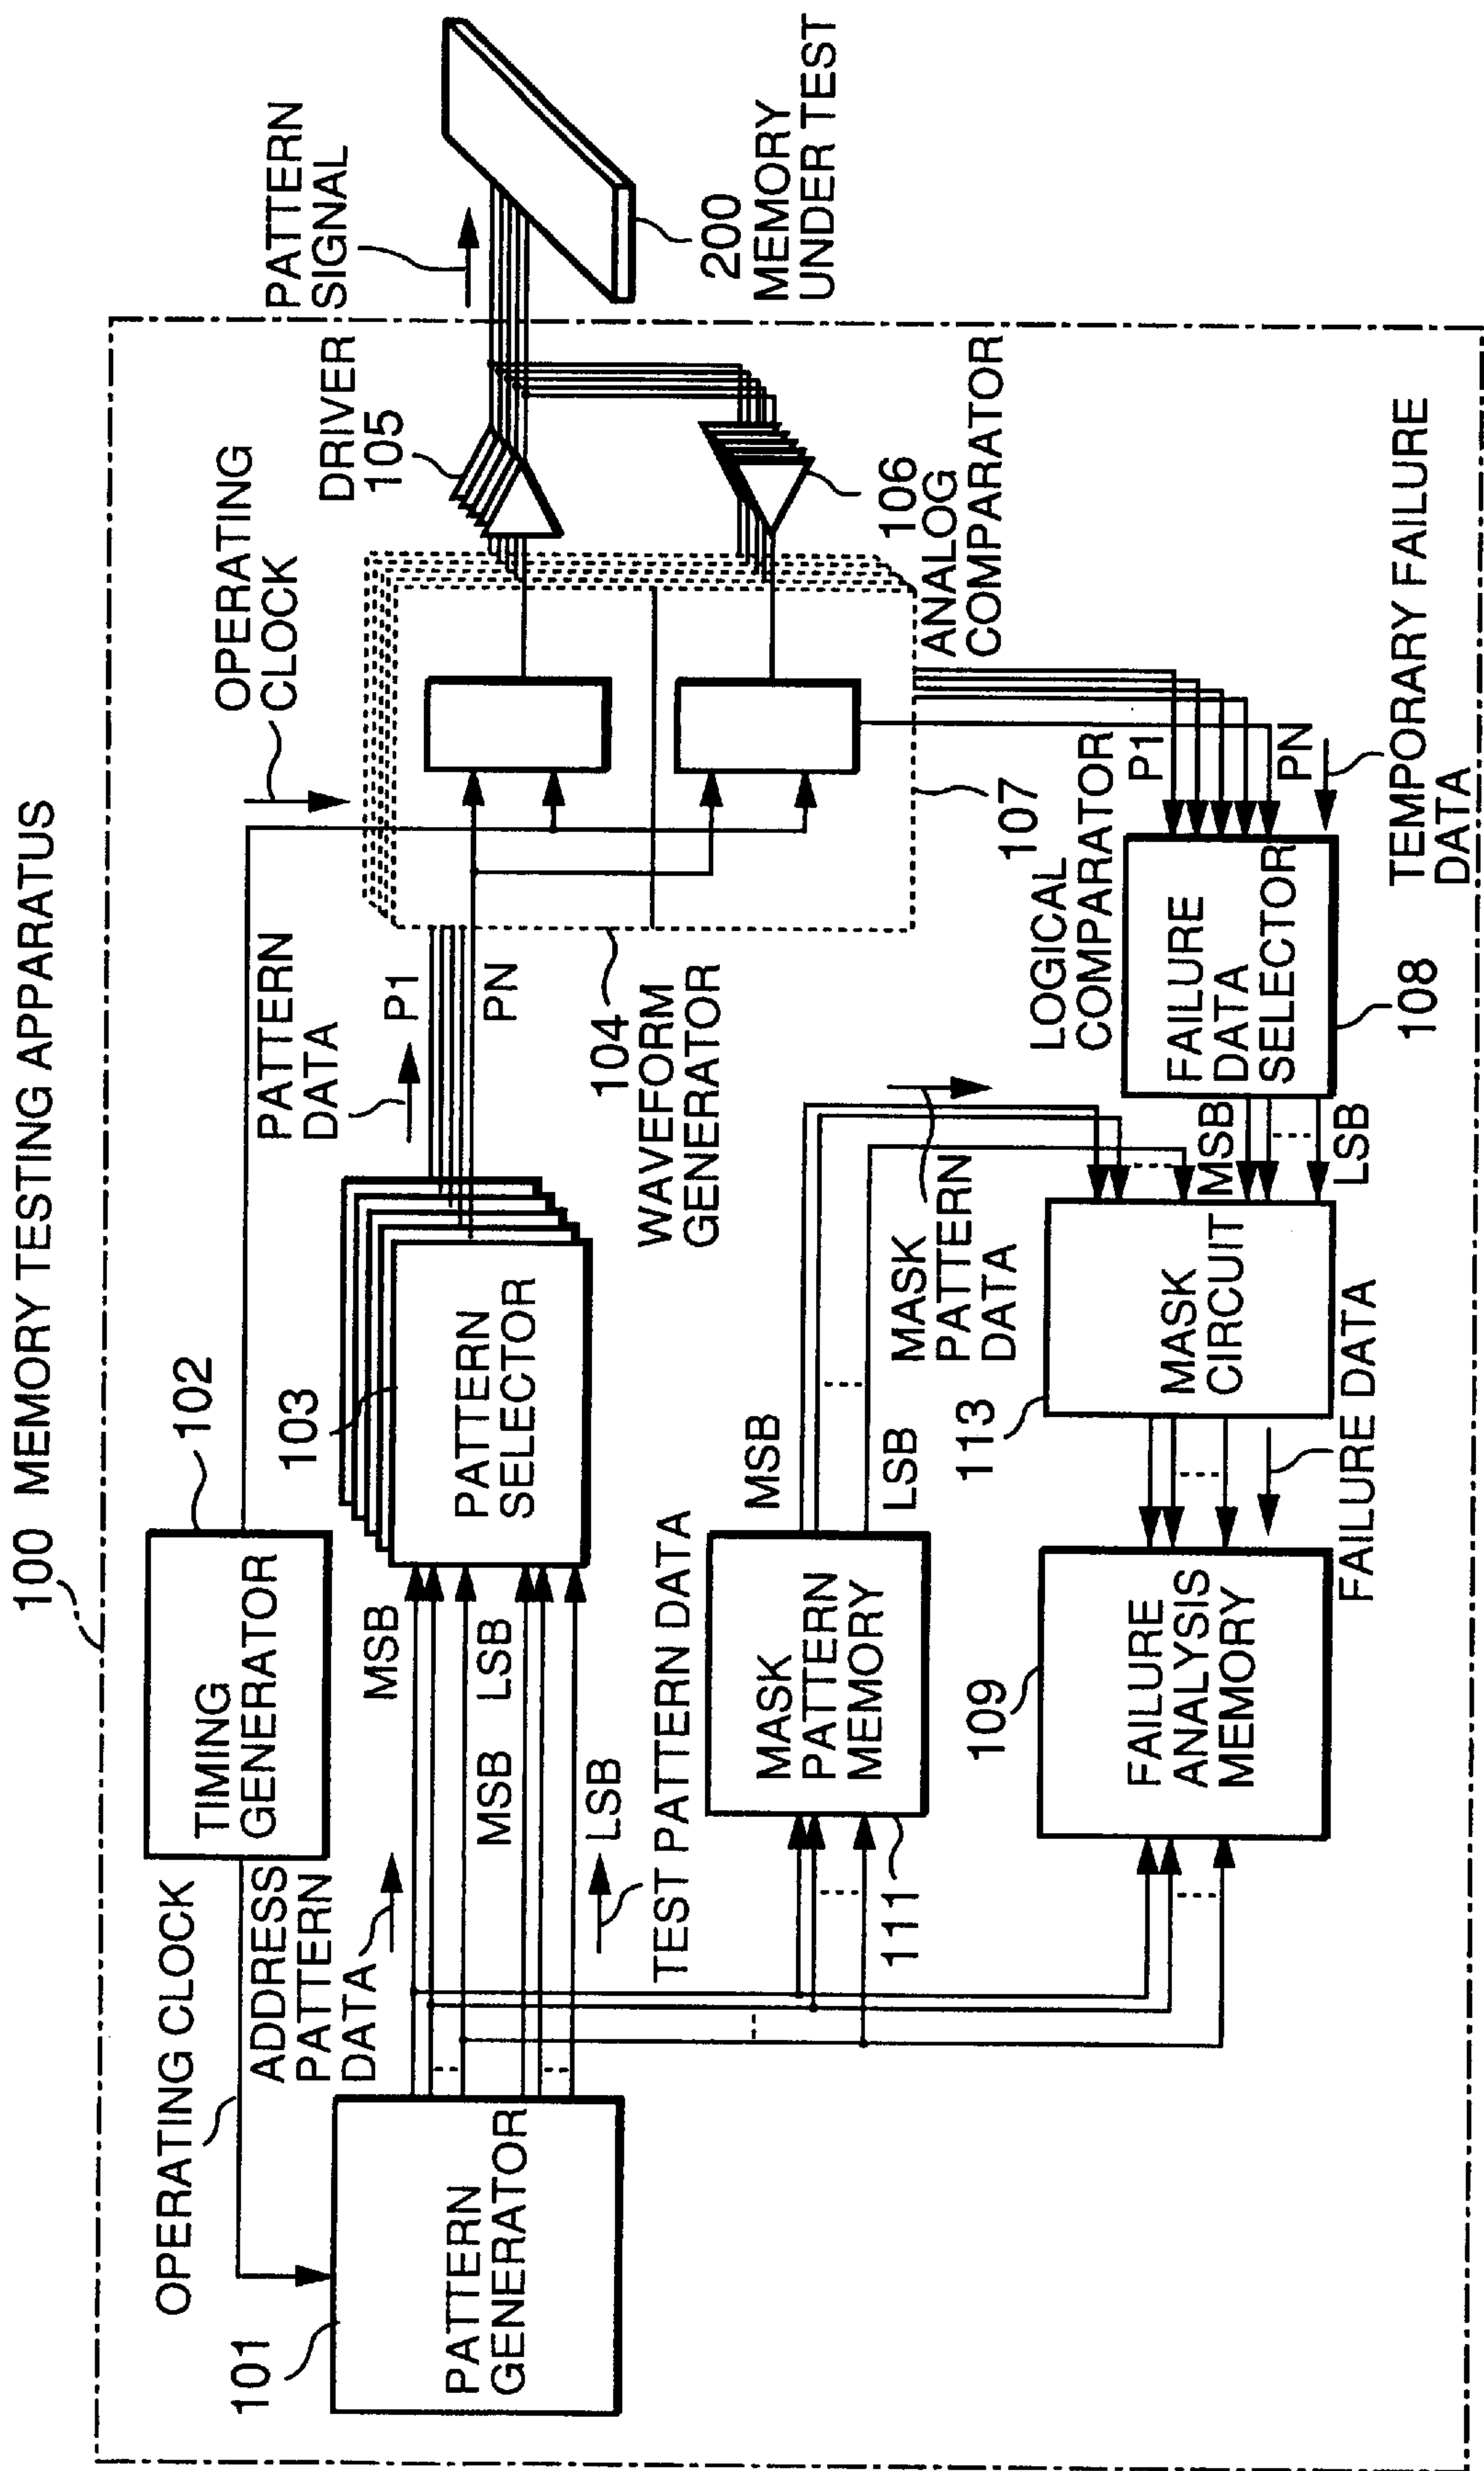 100 MEMORY TESTING APPARATUS
OPERATING CLOCK
TIMING
GENERATOR
102
OPERATING
CLOCK
101
PATTERN
GENERATOR
ADDRESS
PATTERN
DATA
MSB
LSB
MSB
LSB
TEST PATTERN DATA
103
PATTERN
SELECTOR
PATTERN
DATA
P1
PN
104
WAVEFORM
GENERATOR
DRIVER
105
PATTERN
SIGNAL
200
MEMORY
UNDER TEST
106
ANALOG
COMPARATOR
107
LOGICAL
COMPARATOR
P1
PN
TEMPORARY FAILURE
DATA
FAILURE
DATA
SELECTOR
108
MSB
LSB
111
MASK
PATTERN
MEMORY
MSB
LSB
MASK
PATTERN
DATA
113
MASK
CIRCUIT
FAILURE DATA
109
FAILURE
ANALYSIS
MEMORY